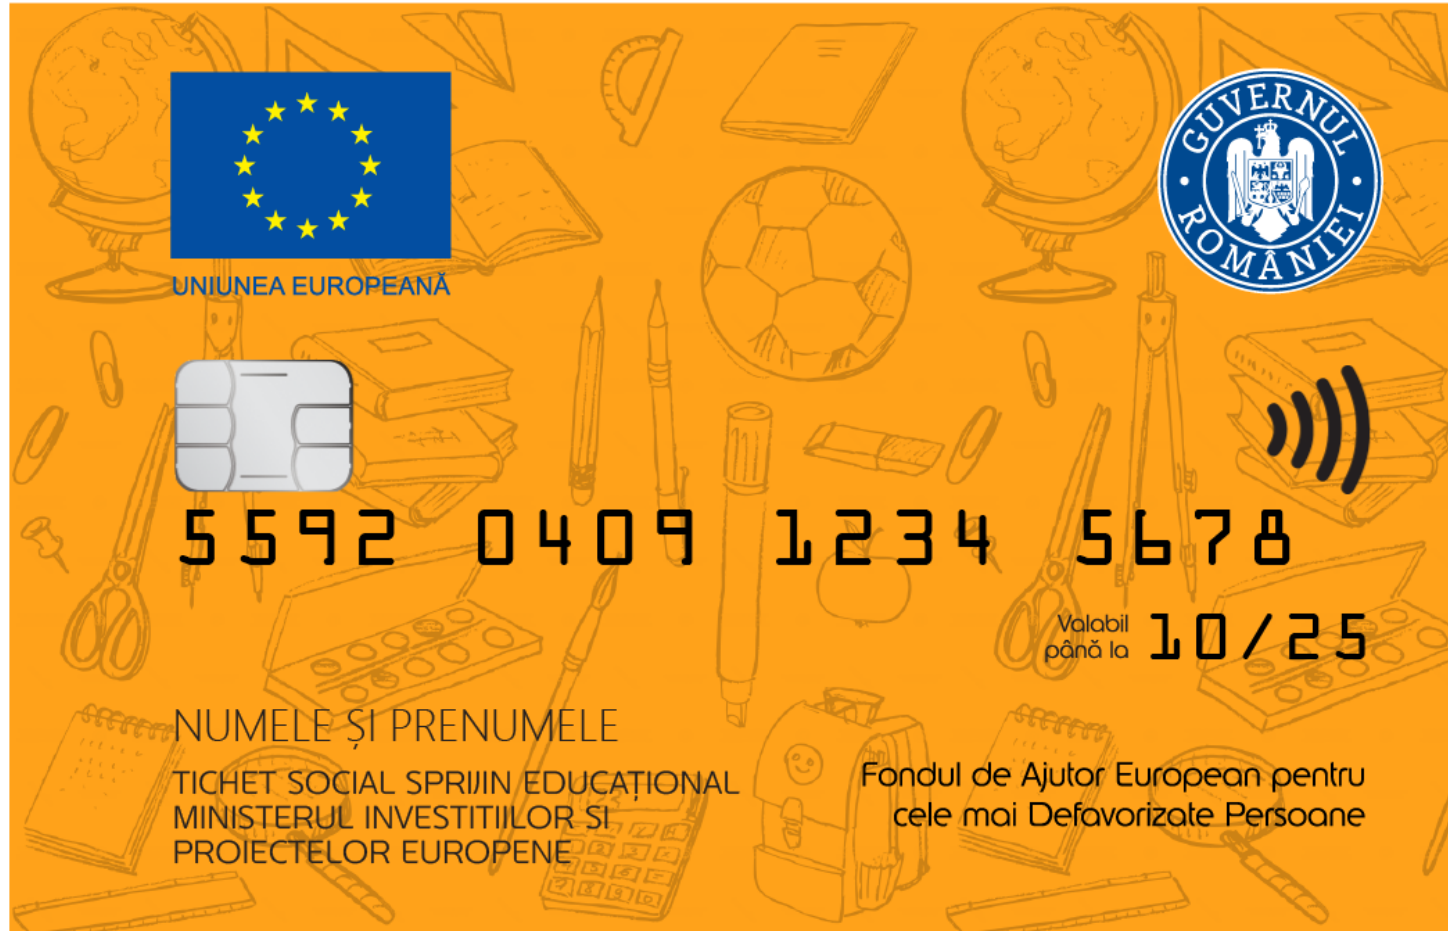 GUVERNUL ROMÂNIEI
UNIUNEA EUROPEANĂ
5592 0409 1234 5678
Valabil
până la 10/25
NUMELE ȘI PRENUMELE
TICHET SOCIAL SPRIJIN EDUCAȚIONAL
MINISTERUL INVESTITIILOR SI
PROIECTELOR EUROPENE
Fondul de Ajutor European pentru
cele mai Defavorizate Persoane